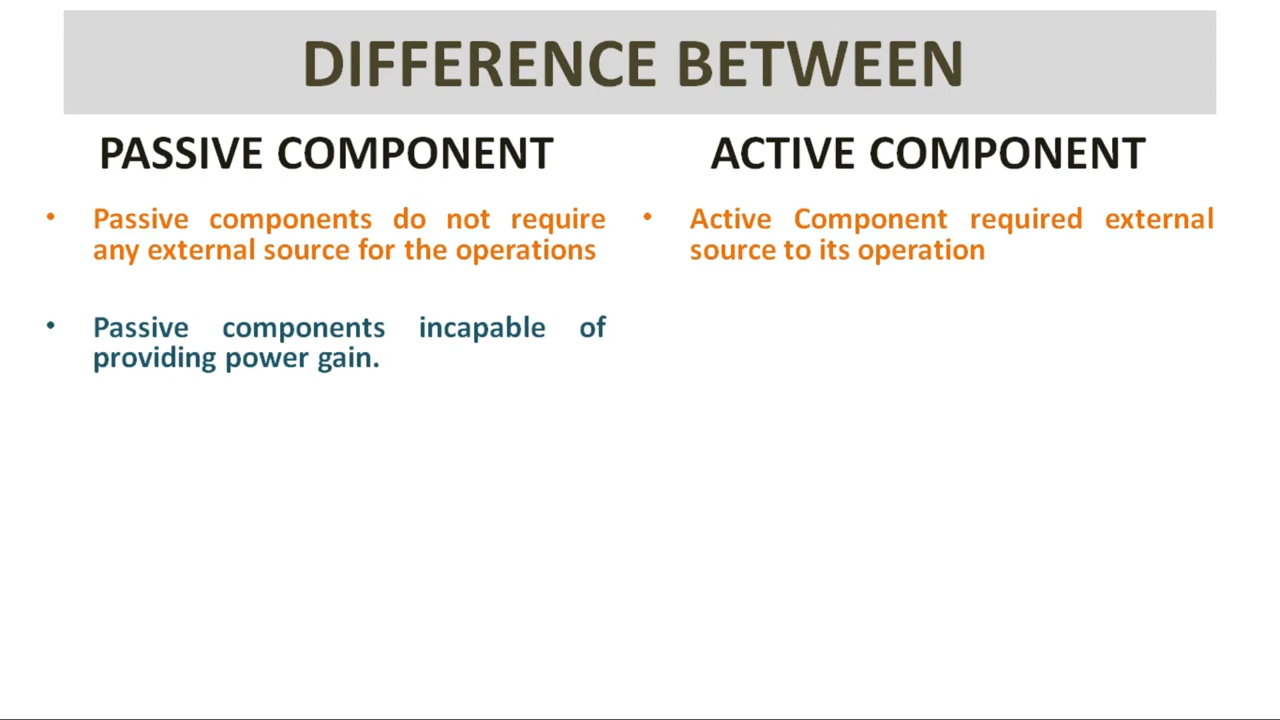 DIFFERENCE BETWEEN
PASSIVE COMPONENT
• Passive components do not require
any external source for the operations
• Passive components incapable of
providing power gain.
ACTIVE COMPONENT
• Active Component required external
source to its operation